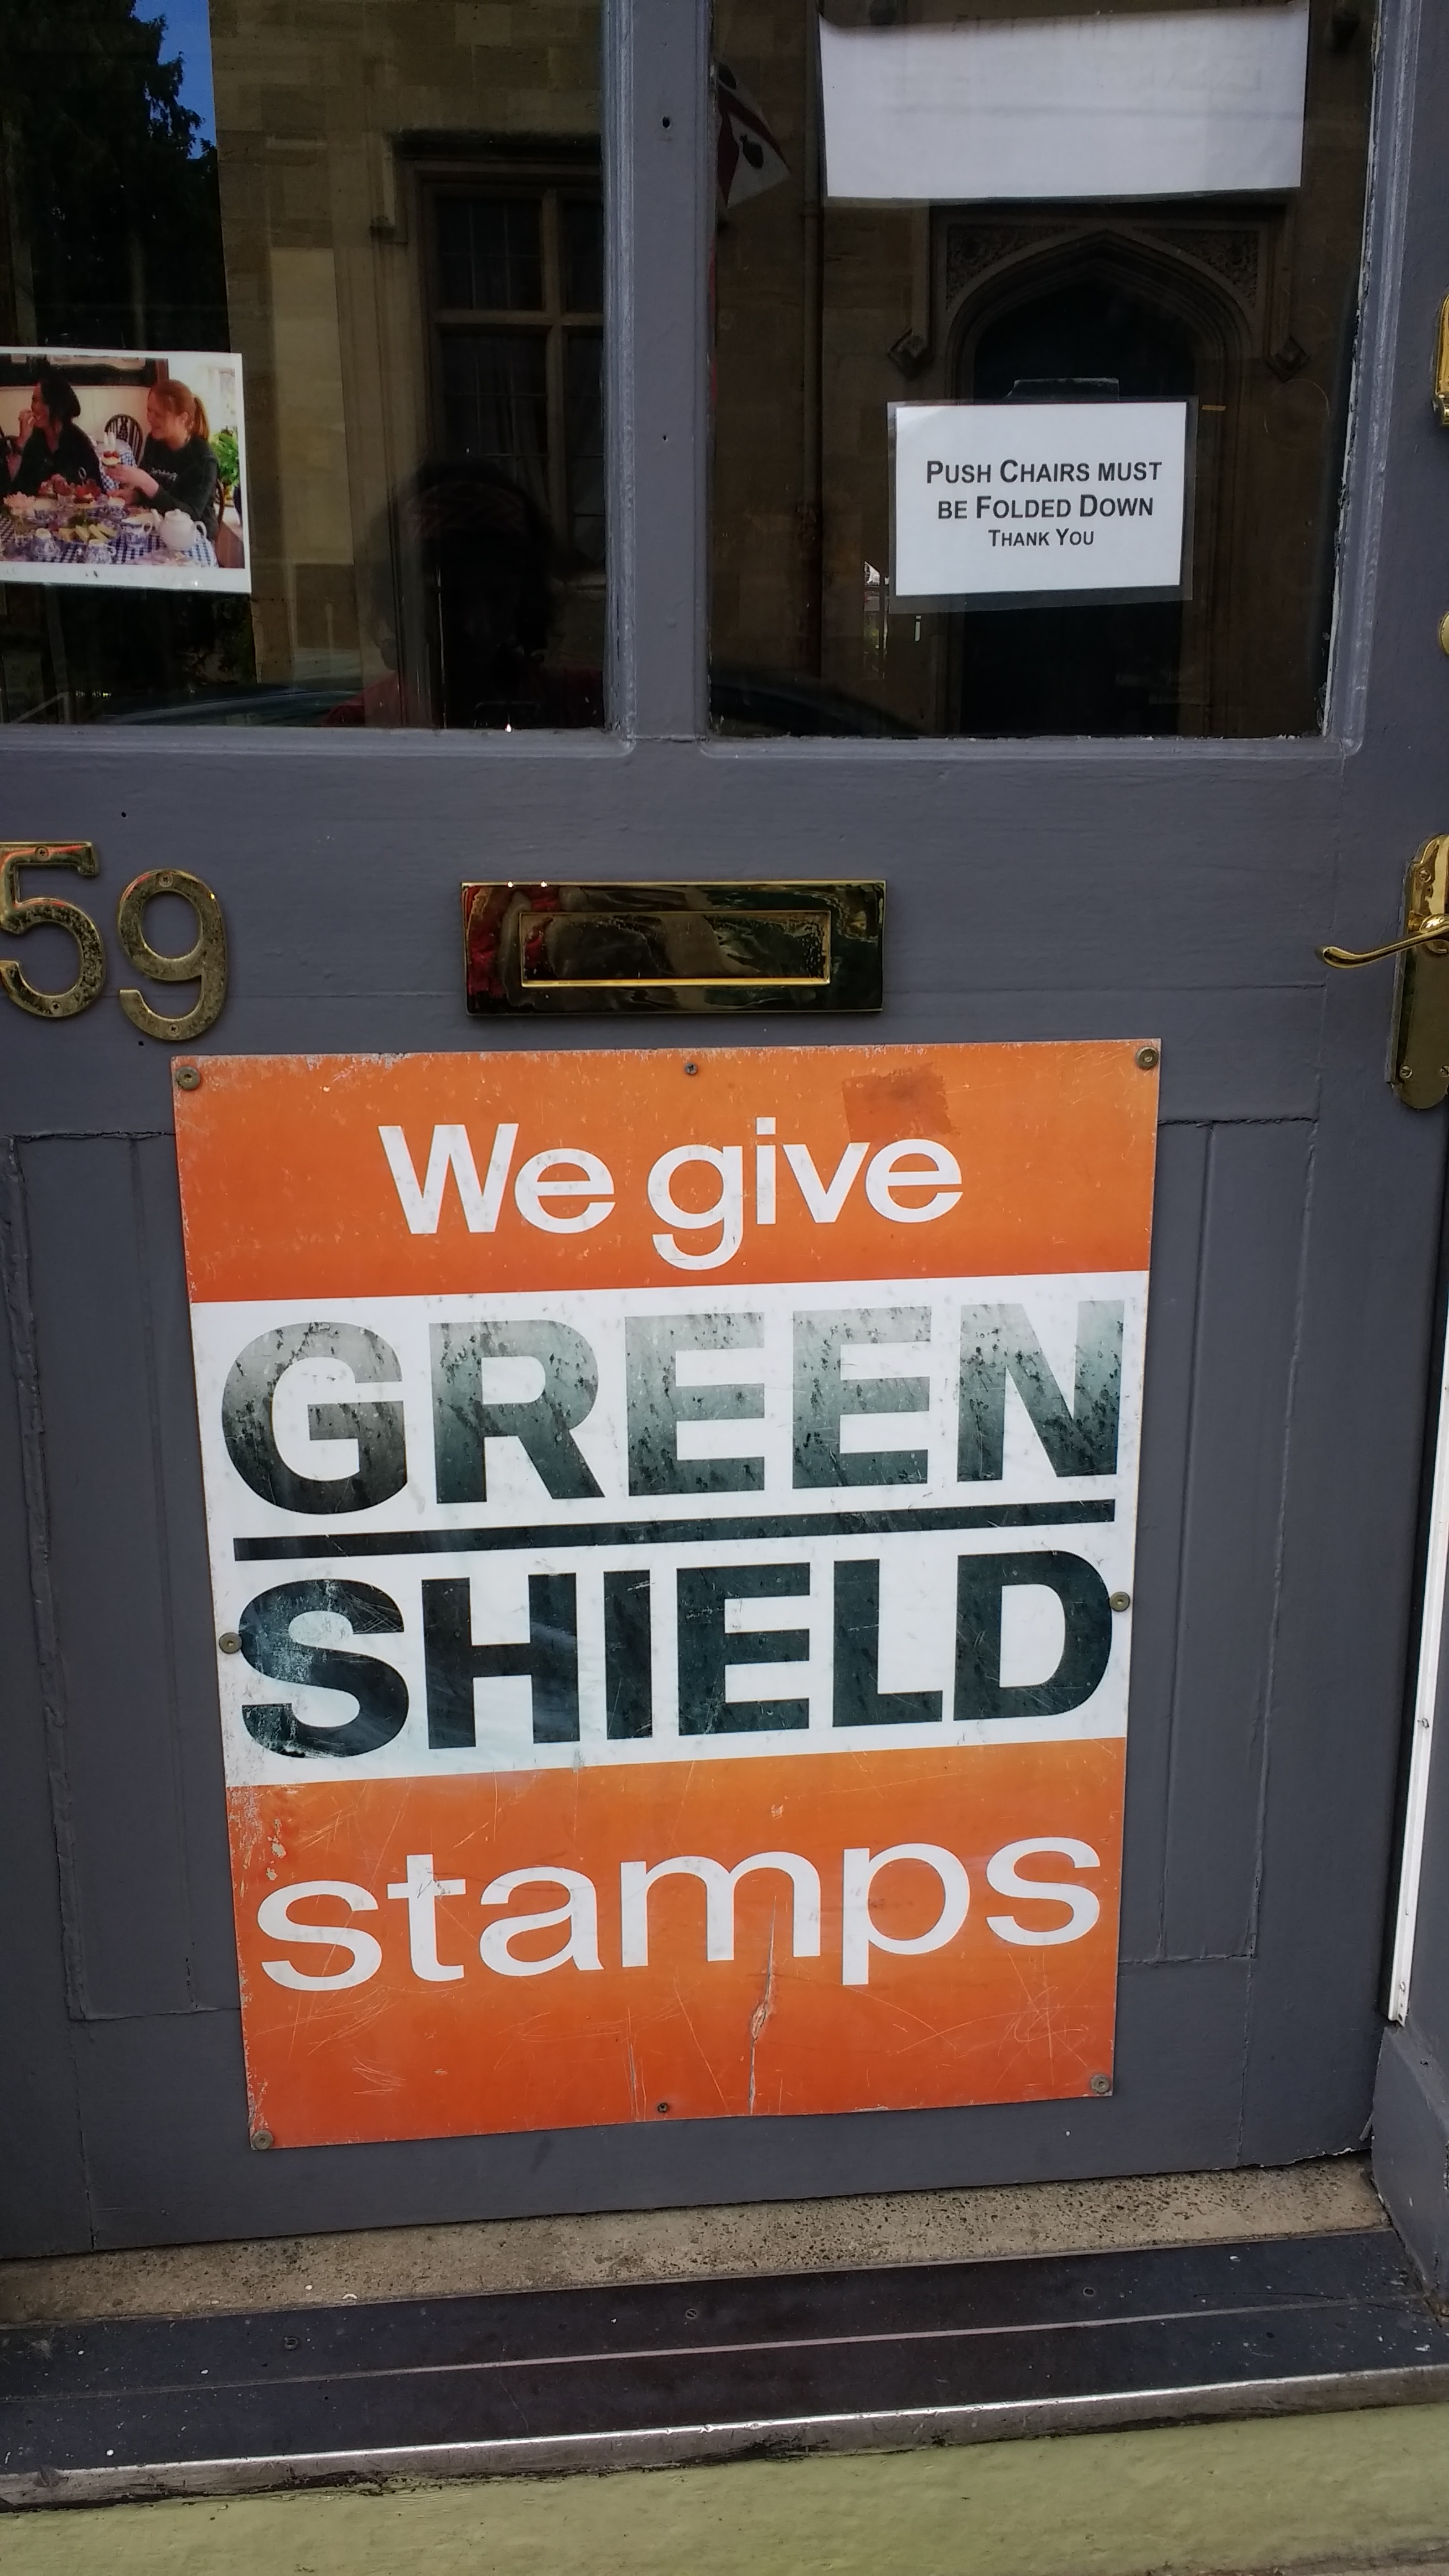 PUSH CHAIRS MUST
BE FOLDED DOWN
THANK YOU
59
We give
GREEN
SHIELD
stamps